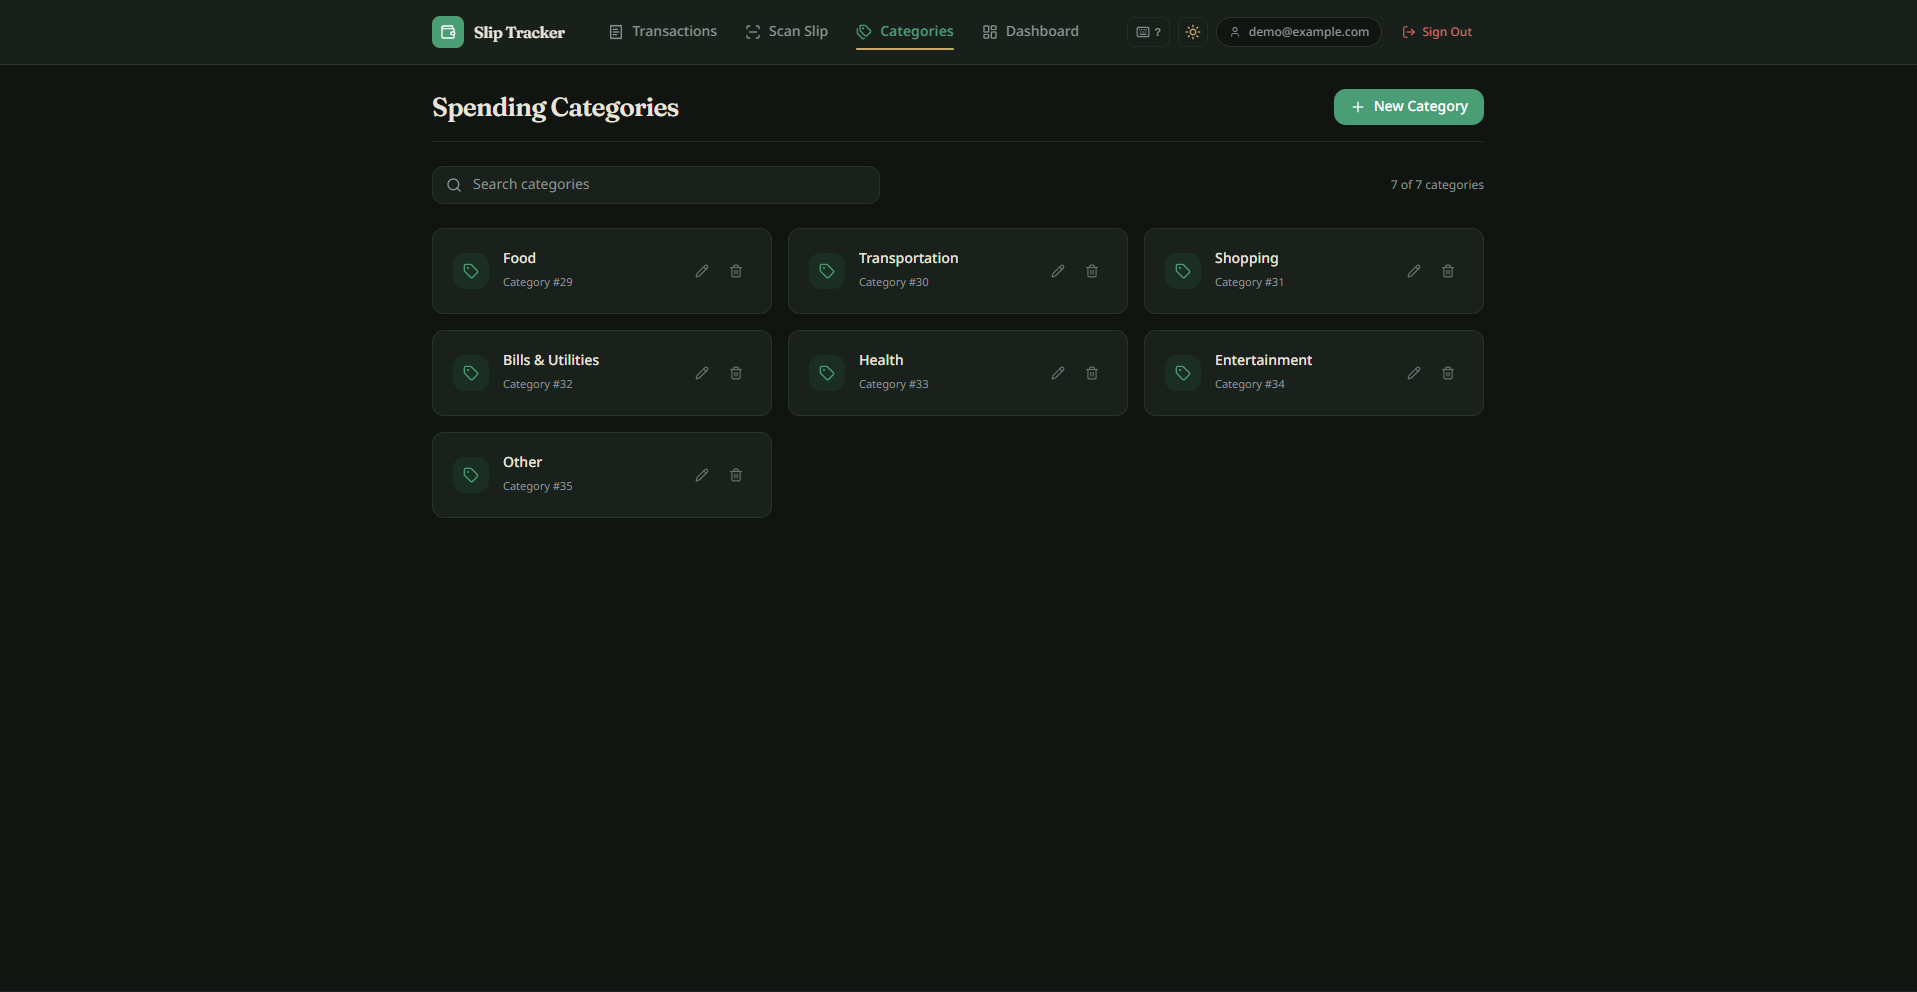 Slip Tracker
Transactions
Scan Slip
Categories
Dashboard
?
demo@example.com
Sign Out
Spending Categories
New Category
Search categories
7 of 7 categories
Food
Category #29
Transportation
Category #30
Shopping
Category #31
Bills & Utilities
Category #32
Health
Category #33
Entertainment
Category #34
Other
Category #35